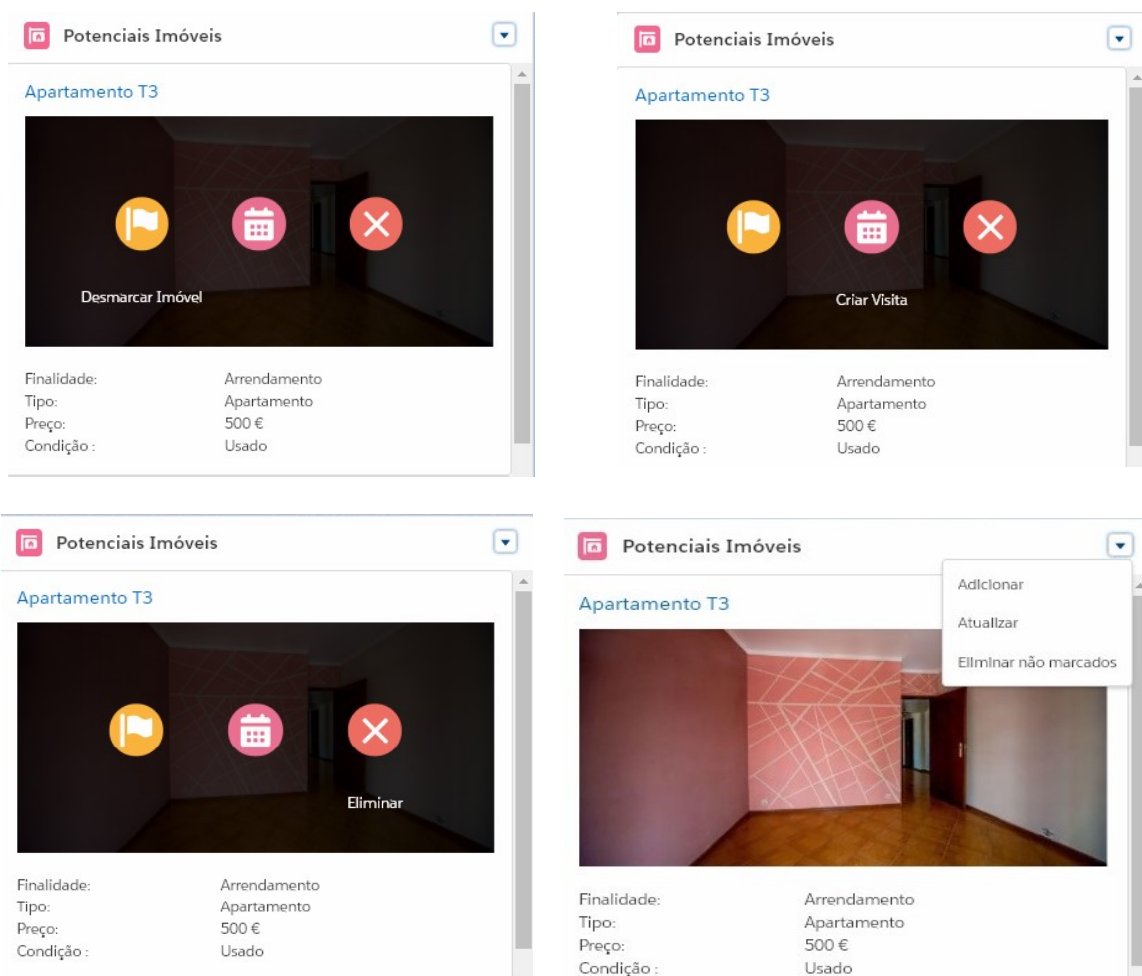 Potenciais Imóveis
Apartamento T3
Desmarcar Imóvel
Finalidade: Arrendamento
Tipo: Apartamento
Preço: 500 €
Condição : Usado
Potenciais Imóveis
Apartamento T3
Criar Visita
Finalidade: Arrendamento
Tipo: Apartamento
Preço: 500 €
Condição : Usado
Potenciais Imóveis
Apartamento T3
Eliminar
Finalidade: Arrendamento
Tipo: Apartamento
Preço: 500 €
Condição : Usado
Potenciais Imóveis
Adicionar
Atualizar
Eliminar não marcados
Apartamento T3
Finalidade: Arrendamento
Tipo: Apartamento
Preço: 500 €
Condição : Usado